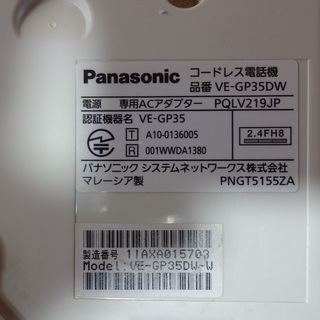 Panasonic コードレス電話機
品番 VE-GP35DW
電源 専用ACアダプター PQLV219JP
認証機器名 VE-GP35
T A10-0136005
R 001WWDA1380
2.4FH8
パナソニック システムネットワークス株式会社
マレーシア製 PNGT5155ZA
製造番号 1IAXA015703
Model:VE-GP35DW-W